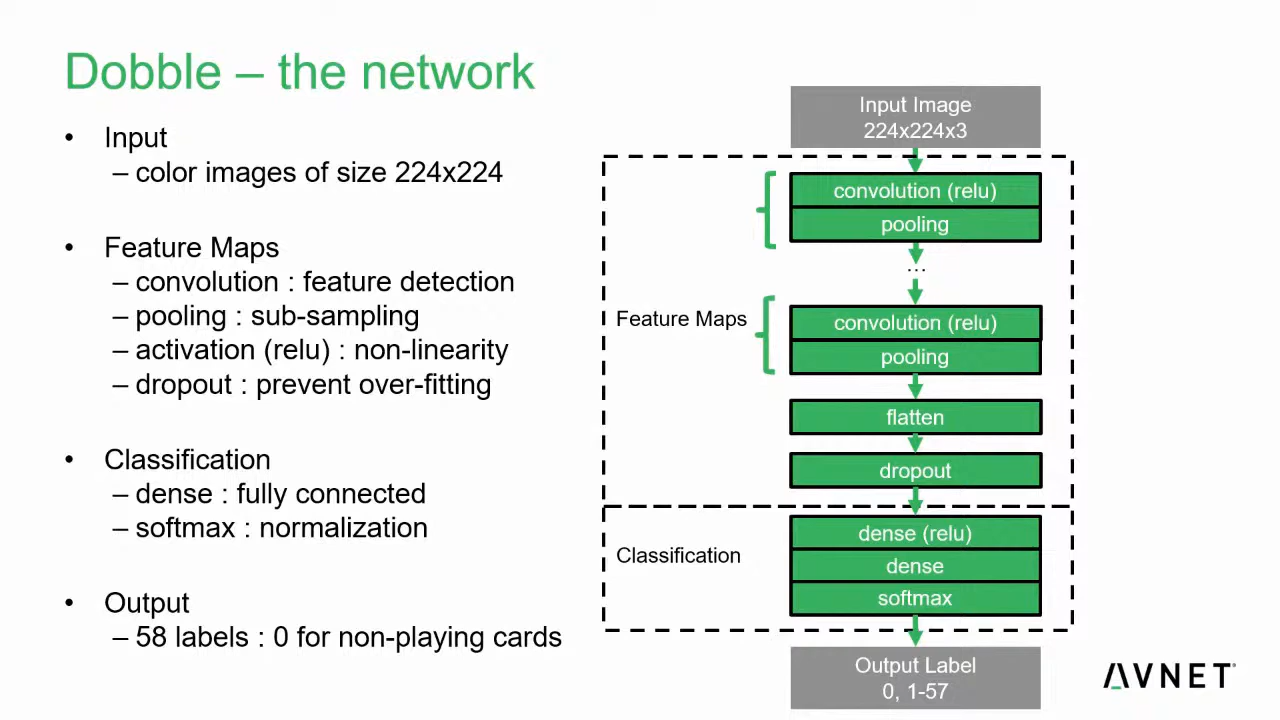 Dobble – the network
• Input
– color images of size 224x224
• Feature Maps
– convolution : feature detection
– pooling : sub-sampling
– activation (relu) : non-linearity
– dropout : prevent over-fitting
• Classification
– dense : fully connected
– softmax : normalization
• Output
– 58 labels : 0 for non-playing cards
Input Image
224x224x3
convolution (relu)
pooling
...
Feature Maps
convolution (relu)
pooling
flatten
dropout
Classification
dense (relu)
dense
softmax
Output Label
0, 1-57
AVNET